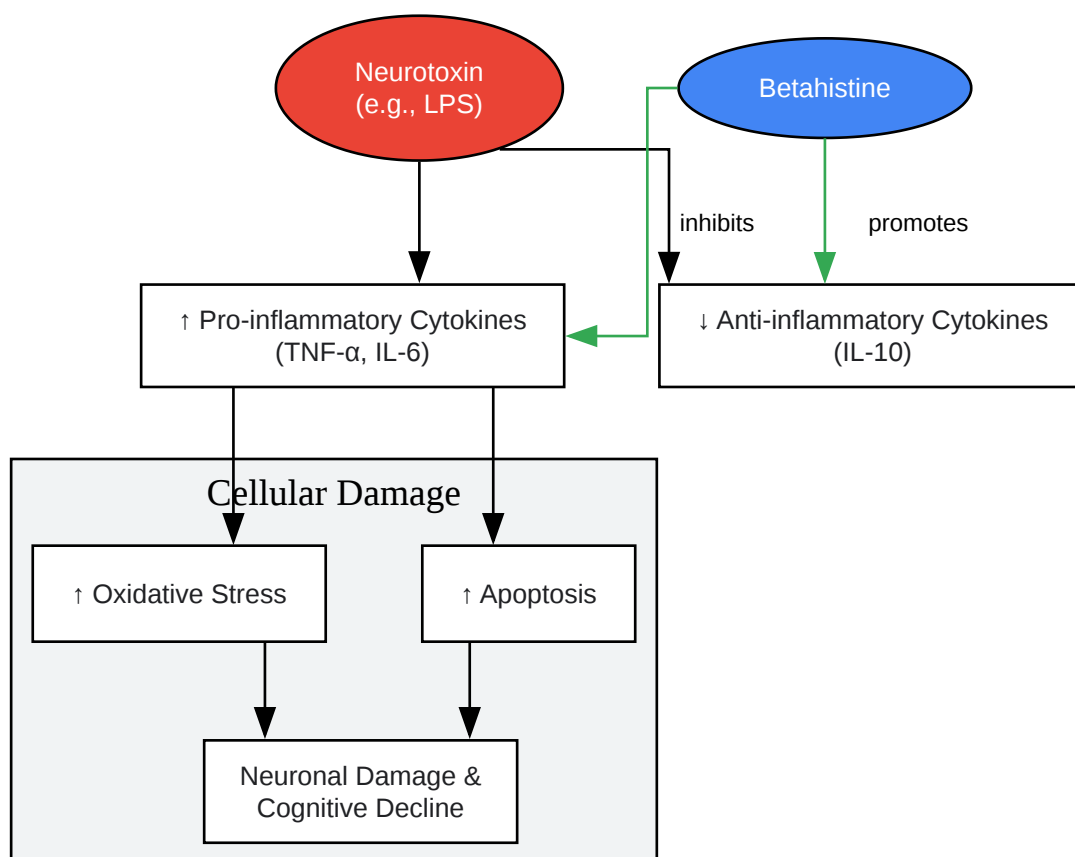 Neurotoxin
(e.g., LPS)
Betahistine
inhibits
promotes
↑ Pro-inflammatory Cytokines
(TNF-α, IL-6)
↓ Anti-inflammatory Cytokines
(IL-10)
Cellular Damage
↑ Oxidative Stress
↑ Apoptosis
Neuronal Damage &
Cognitive Decline